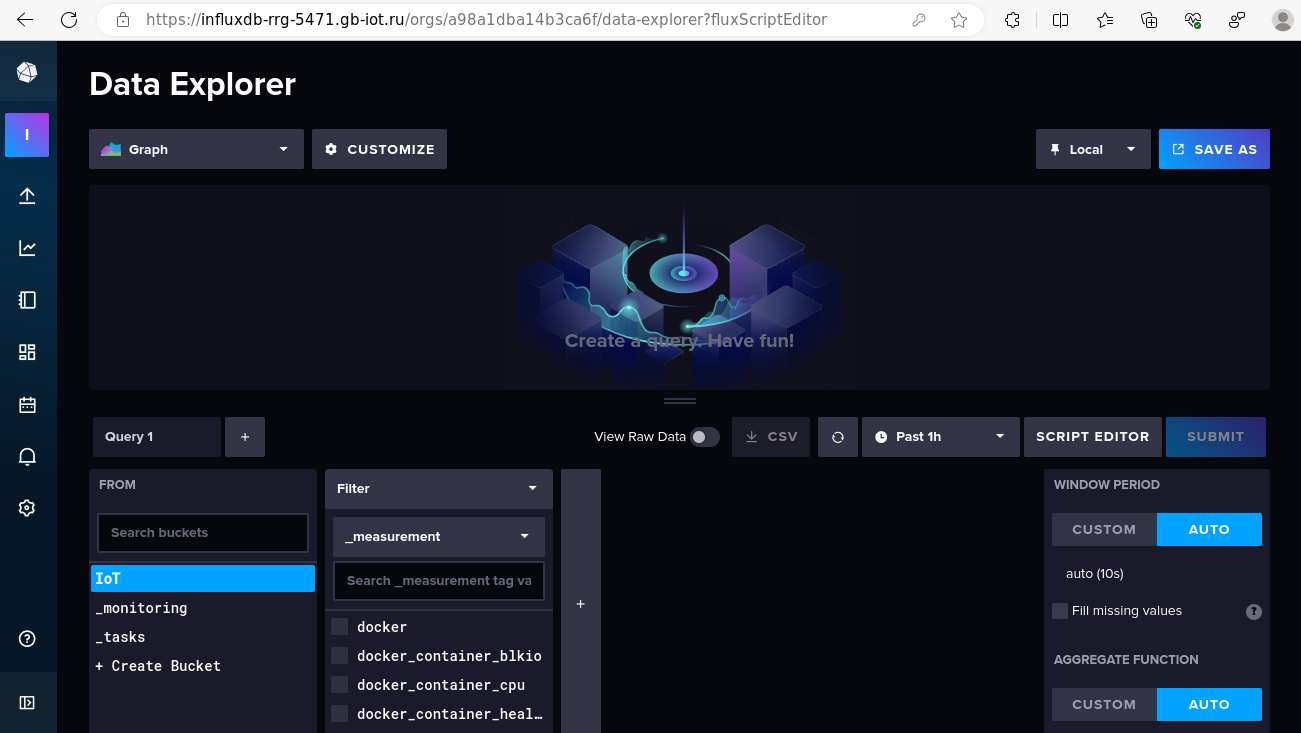 https://influxdb-rrg-5471.gb-iot.ru/orgs/a98a1dba14b3ca6f/data-explorer?fluxScriptEditor
Data Explorer
I
Graph
CUSTOMIZE
Local
SAVE AS
Create a query. Have fun!
Query 1
+
View Raw Data
CSV
Past 1h
SCRIPT EDITOR
SUBMIT
FROM
Search buckets
IoT
_monitoring
_tasks
+ Create Bucket
Filter
_measurement
Search _measurement tag va
docker
docker_container_blkio
docker_container_cpu
docker_container_heal…
+
WINDOW PERIOD
CUSTOM AUTO
auto (10s)
Fill missing values ?
AGGREGATE FUNCTION
CUSTOM AUTO